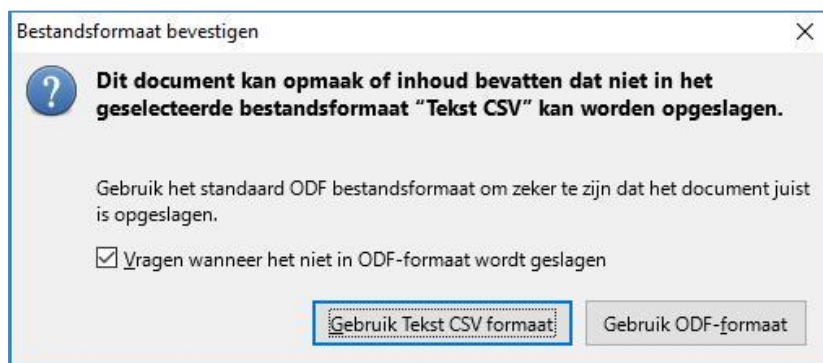 Bestandsformaat bevestigen
Dit document kan opmaak of inhoud bevatten dat niet in het
geselecteerde bestandsformaat “Tekst CSV” kan worden opgeslagen.
Gebruik het standaard ODF bestandsformaat om zeker te zijn dat het document juist
is opgeslagen.
Vragen wanneer het niet in ODF-formaat wordt geslagen
Gebruik Tekst CSV formaat! Gebruik ODF-formaat